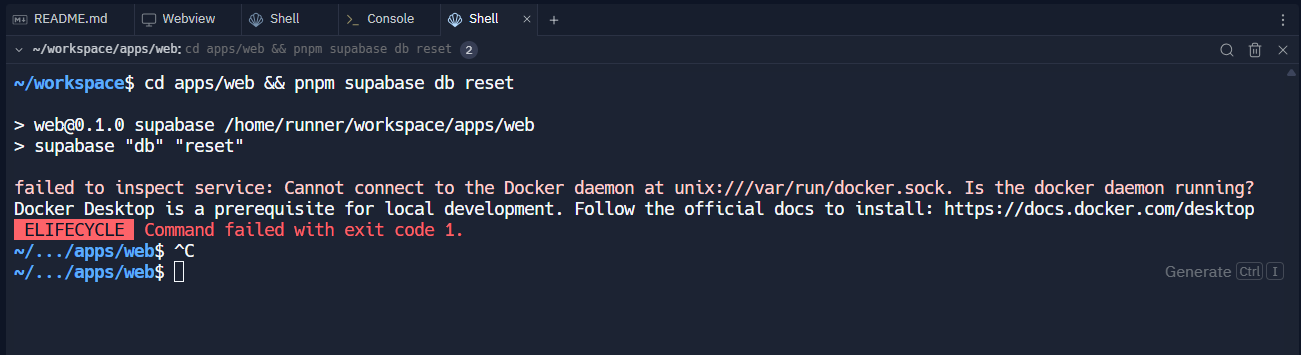 README.md Webview Shell Console Shell × +
~/workspace/apps/web: cd apps/web && pnpm supabase db reset 2
~/workspace$ cd apps/web && pnpm supabase db reset
> web@0.1.0 supabase /home/runner/workspace/apps/web
> supabase "db" "reset"
failed to inspect service: Cannot connect to the Docker daemon at unix:///var/run/docker.sock. Is the docker daemon running?
Docker Desktop is a prerequisite for local development. Follow the official docs to install: https://docs.docker.com/desktop
ELIFECYCLE Command failed with exit code 1.
~/.../apps/web$ ^C
~/.../apps/web$
Generate Ctrl I